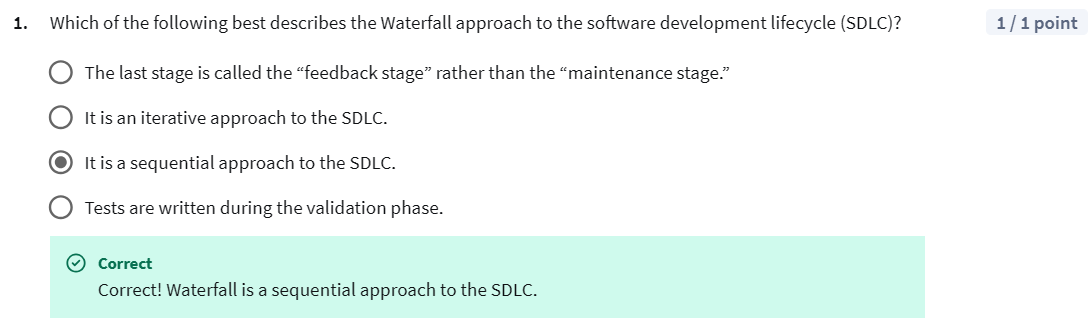 1. Which of the following best describes the Waterfall approach to the software development lifecycle (SDLC)? 1 / 1 point
The last stage is called the “feedback stage” rather than the “maintenance stage.”
It is an iterative approach to the SDLC.
It is a sequential approach to the SDLC.
Tests are written during the validation phase.
Correct
Correct! Waterfall is a sequential approach to the SDLC.